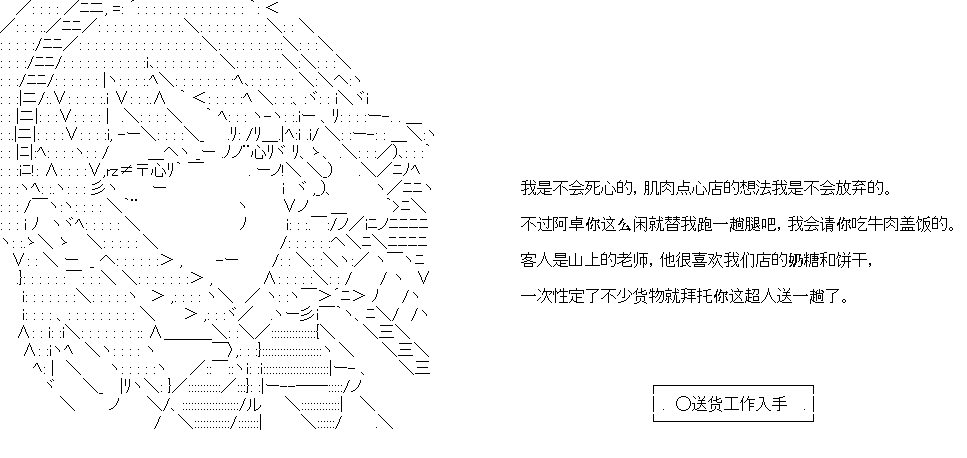 我是不会死心的，肌肉点心店的想法我是不会放弃的。
不过阿卓你这么闲就替我跑一趟腿吧，我会请你吃牛肉盖饭的。
客人是山上的老师，他很喜欢我们店的奶糖和饼干，
一次性定了不少货物就拜托你这超人送一趟了。
〇送货工作入手